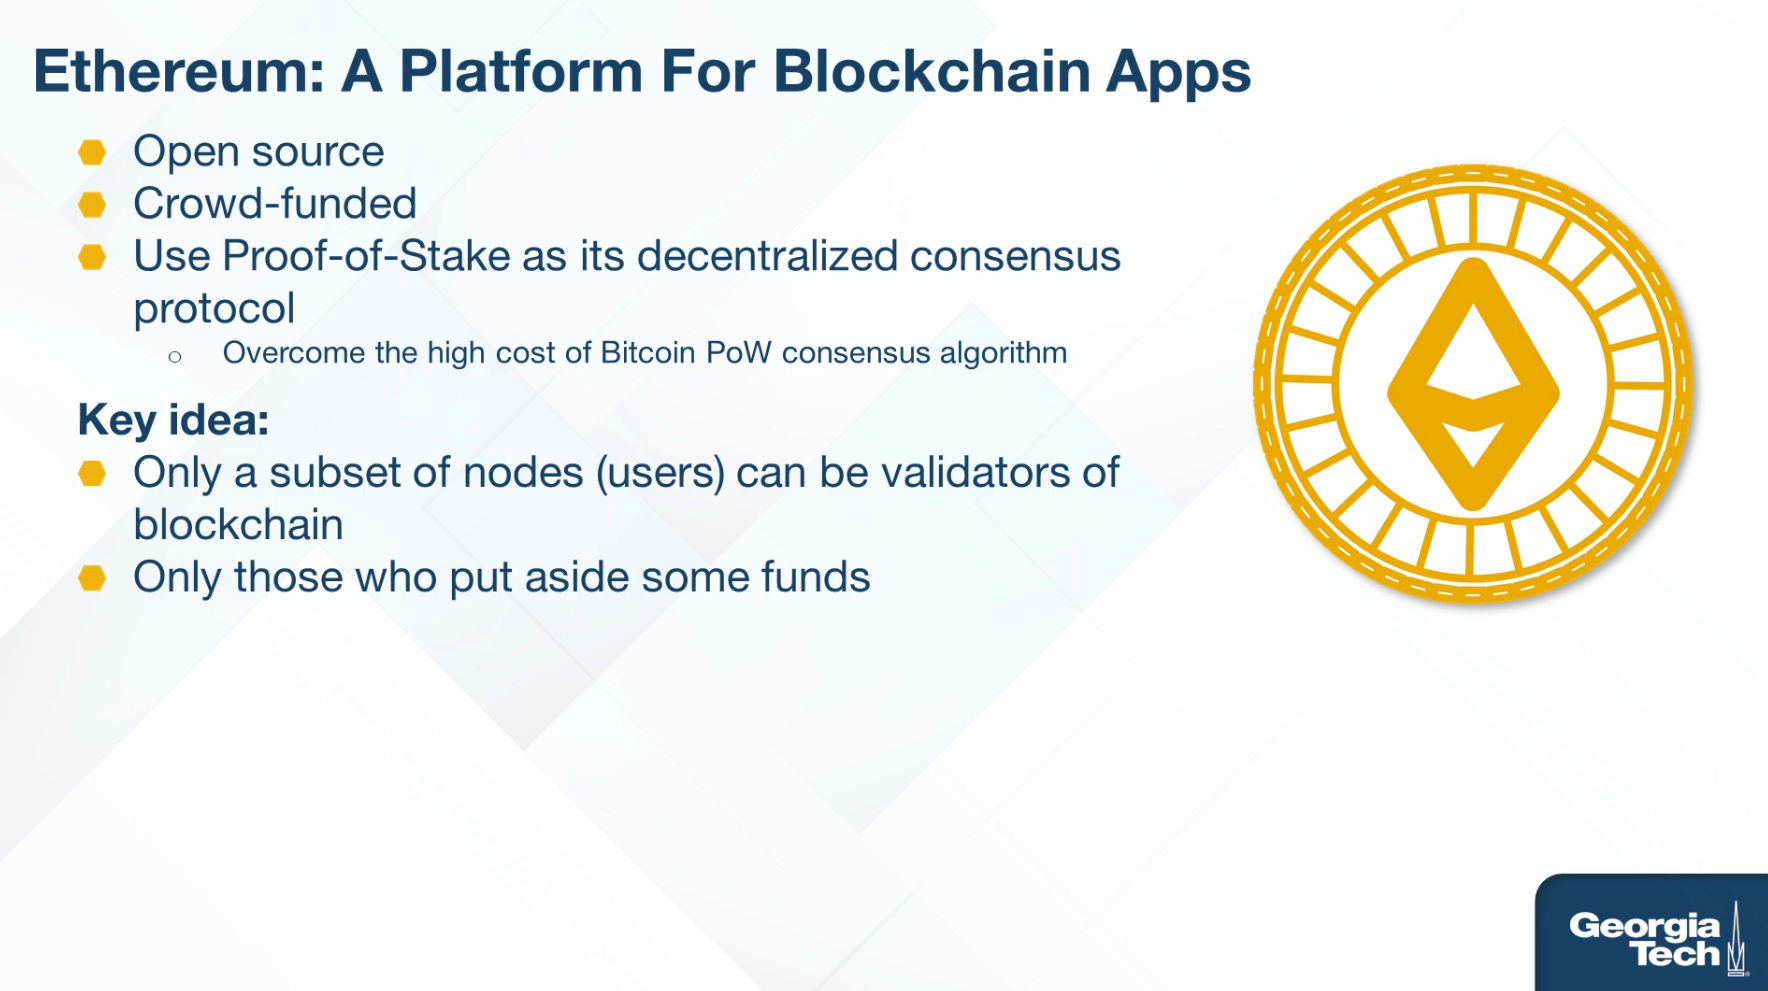 Ethereum: A Platform For Blockchain Apps
Open source
Crowd-funded
Use Proof-of-Stake as its decentralized consensus
protocol
Overcome the high cost of Bitcoin PoW consensus algorithm
Key idea:
Only a subset of nodes (users) can be validators of
blockchain
Only those who put aside some funds
Georgia
Tech